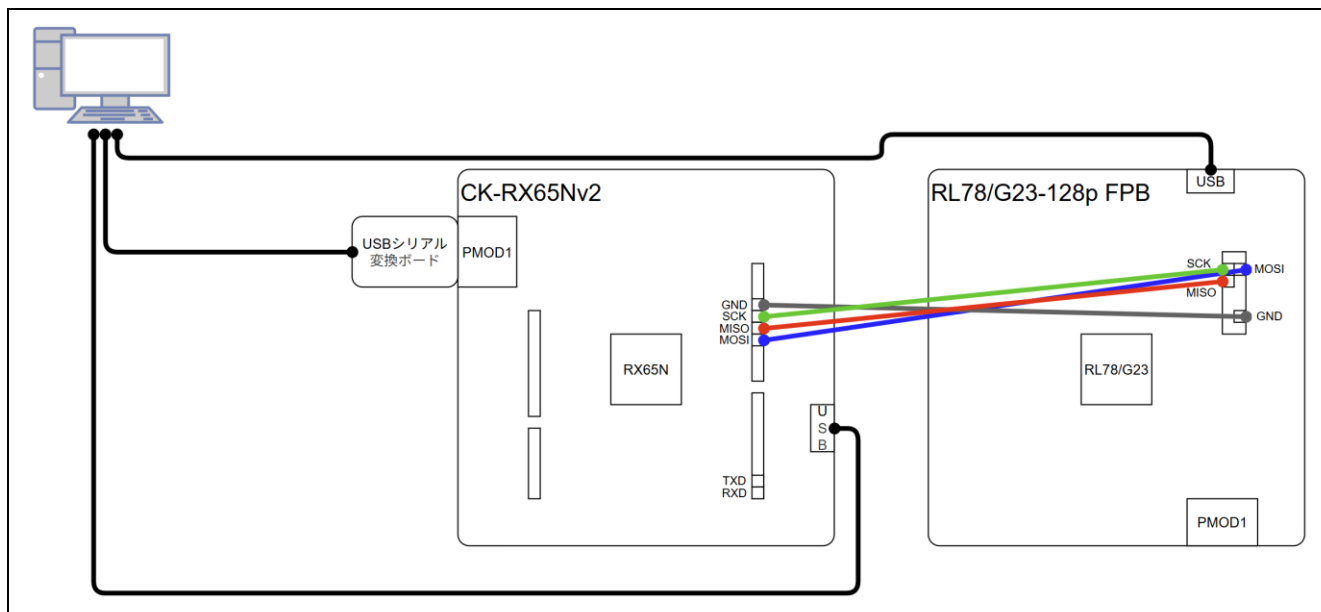 CK-RX65Nv2
USBシリアル
変換ボード
PMOD1
GND
SCK
MISO
MOSI
RX65N
U
S
B
TXD
RXD
RL78/G23-128p FPB
USB
SCK
MOSI
MISO
GND
RL78/G23
PMOD1